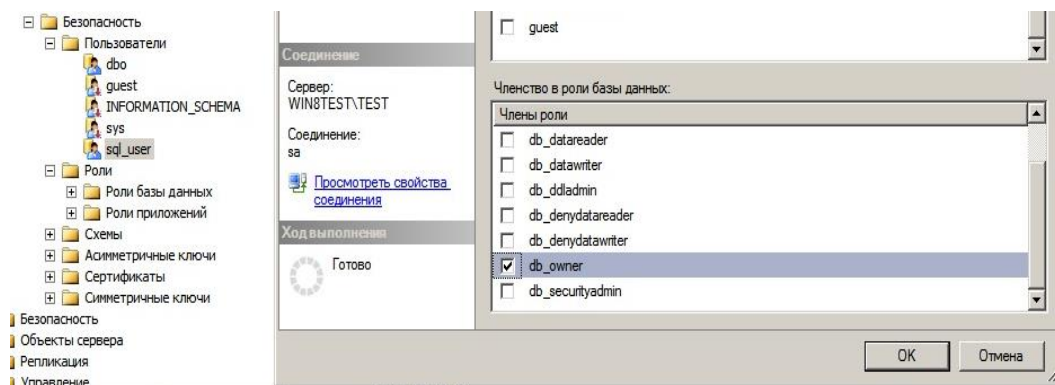 Безопасность
Пользователи
dbo
guest
INFORMATION_SCHEMA
sys
sql_user
Роли
Роли базы данных
Роли приложений
Схемы
Асимметричные ключи
Сертификаты
Симметричные ключи
Безопасность
Объекты сервера
Репликация
Управление
Соединение
Сервер:
WIN8TEST\TEST
Соединение:
sa
Просмотреть свойства
соединения
Ход выполнения
Готово
guest
Членство в роли базы данных:
Члены роли
db_datareader
db_datawriter
db_ddladmin
db_denydatareader
db_denydatawriter
db_owner
db_securityadmin
OK
Отмена